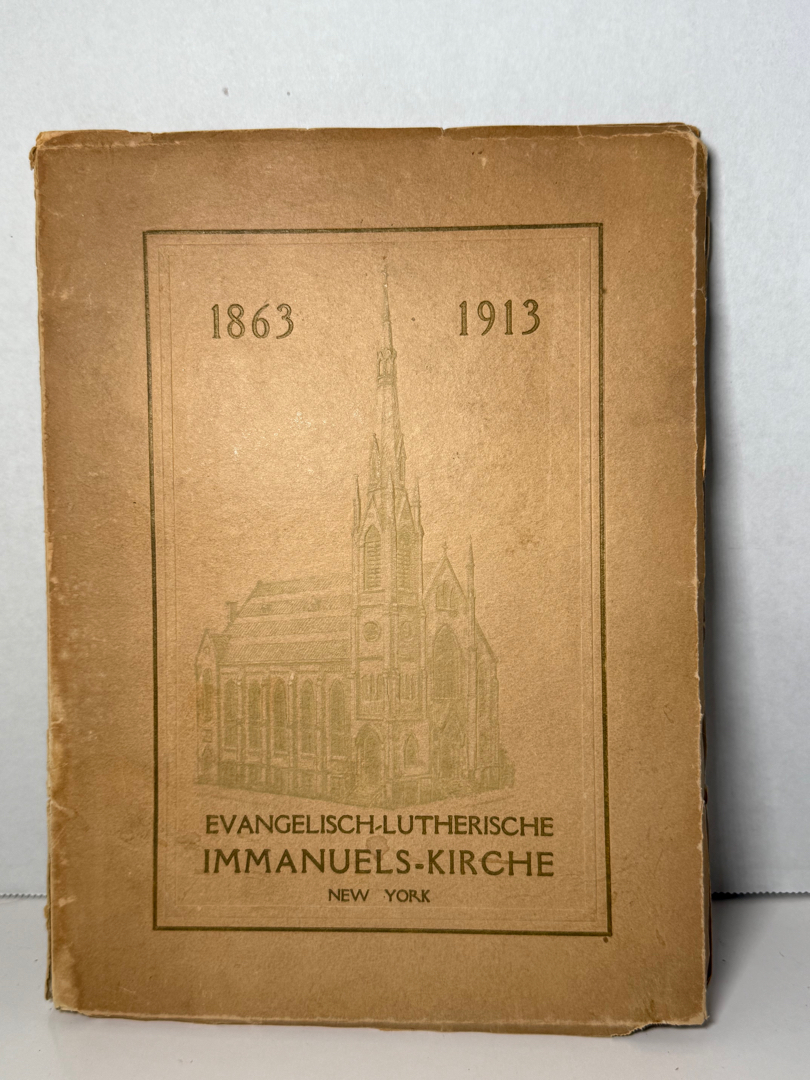 1863 1913
EVANGELISCH-LUTHERISCHE
IMMANUELS-KIRCHE
NEW YORK